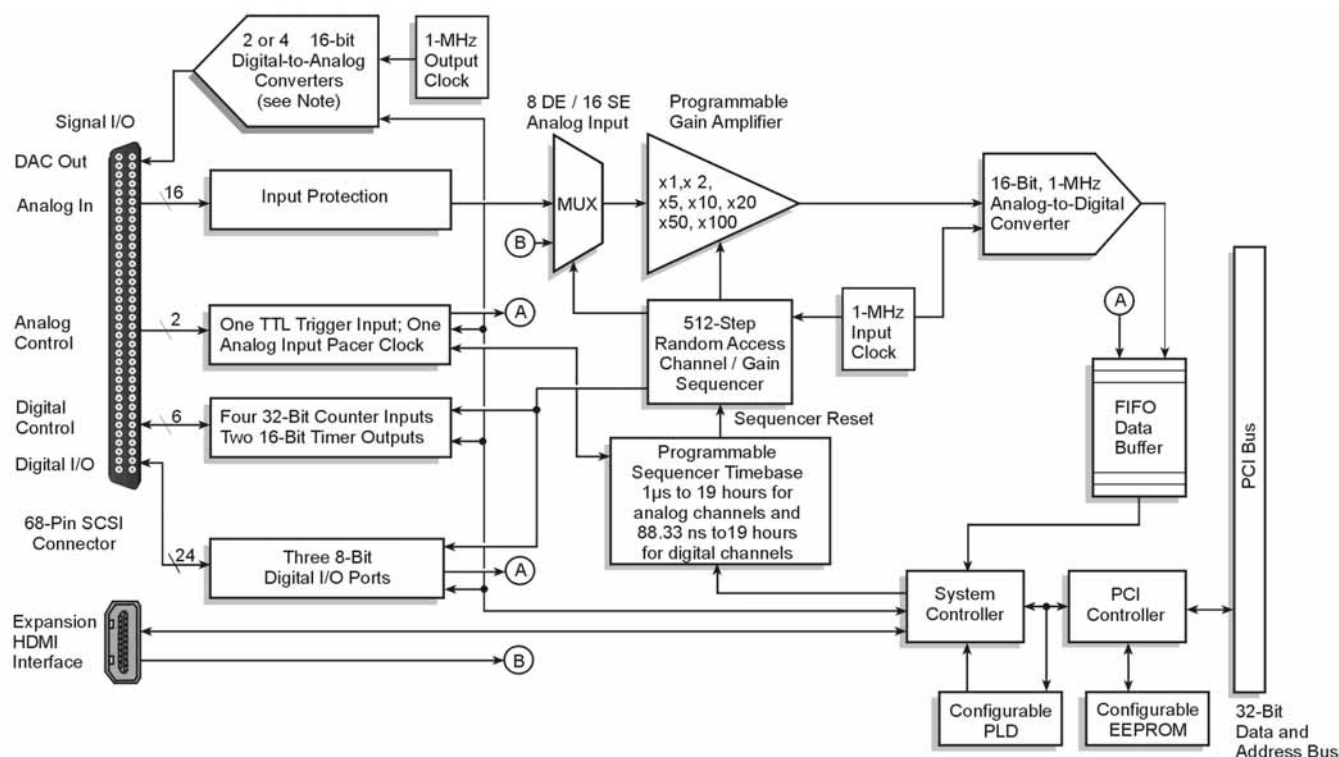 2 or 4 16-bit
Digital-to-Analog
Converters
(see Note)
1-MHz
Output
Clock
Signal I/O
DAC Out
Analog In
16
Input Protection
8 DE / 16 SE
Analog Input
MUX
B
Programmable
Gain Amplifier
x1,x 2,
x5, x10, x20
x50, x100
16-Bit, 1-MHz
Analog-to-Digital
Converter
Analog
Control
2
One TTL Trigger Input; One
Analog Input Pacer Clock
A
512-Step
Random Access
Channel / Gain
Sequencer
1-MHz
Input
Clock
A
FIFO
Data
Buffer
PCI Bus
Digital
Control
6
Four 32-Bit Counter Inputs
Two 16-Bit Timer Outputs
Sequencer Reset
Digital I/O
Programmable
Sequencer Timebase
1µs to 19 hours for
analog channels and
88.33 ns to19 hours
for digital channels
68-Pin SCSI
Connector
24
Three 8-Bit
Digital I/O Ports
A
System
Controller
PCI
Controller
Expansion
HDMI
Interface
B
Configurable
PLD
Configurable
EEPROM
32-Bit
Data and
Address Bus